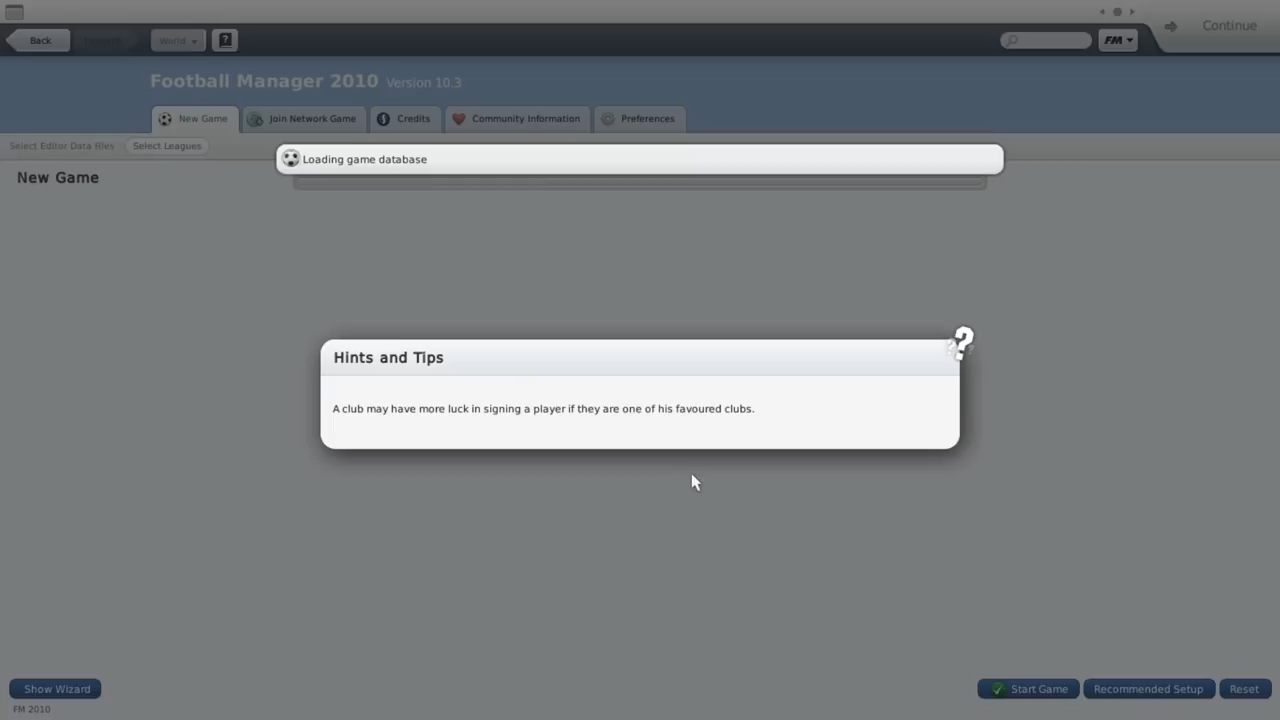 Continue
Back
Forward
World
FM
Football Manager 2010 Version 10.3
New Game
Join Network Game
Credits
Community Information
Preferences
Select Editor Data Files
Select Leagues
Loading game database
New Game
Hints and Tips
A club may have more luck in signing a player if they are one of his favoured clubs.
Show Wizard
Start Game
Recommended Setup
Reset
FM 2010